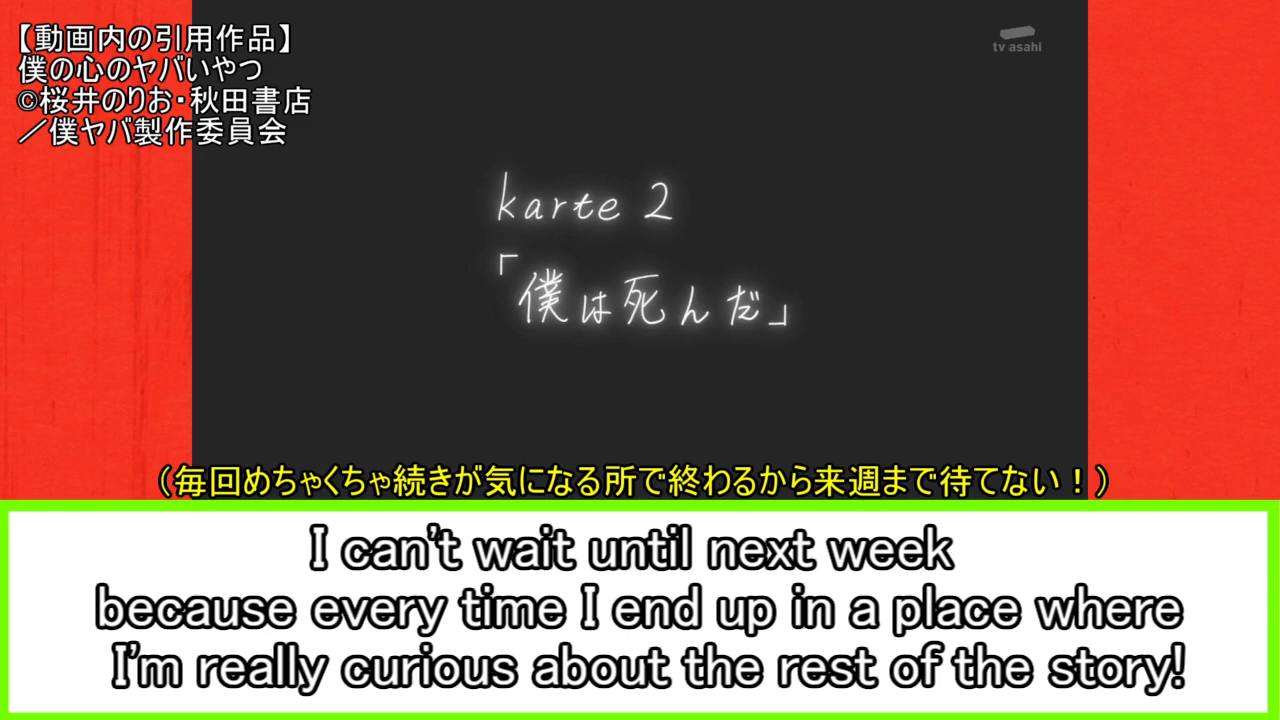 【動画内の引用作品】
僕の心のヤバいやつ
©桜井のりお・秋田書店
／僕ヤバ製作委員会
tv asahi
karte 2
「僕は死んだ」
（毎回めちゃくちゃ続きが気になる所で終わるから来週まで待てない！）
I can't wait until next week
because every time I end up in a place where
I'm really curious about the rest of the story!